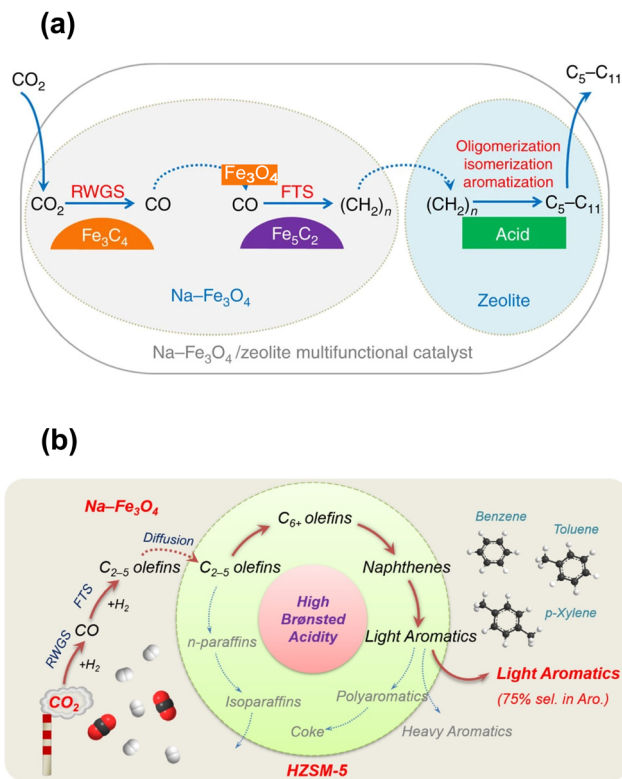 (a)
CO₂
C₅–C₁₁
Oligomerization
isomerization
aromatization
Fe₃O₄
RWGS
FTS
CO₂
CO
CO
(CH₂)ₙ
(CH₂)ₙ
C₅–C₁₁
Fe₃C₄
Fe₅C₂
Acid
Na–Fe₃O₄
Zeolite
Na–Fe₃O₄/zeolite multifunctional catalyst
(b)
Na–Fe₃O₄
C₆₊ olefins
Benzene
Toluene
Diffusion
C₂₋₅ olefins
C₂₋₅ olefins
Naphthenes
FTS
+H₂
p-Xylene
High
Brønsted
Acidity
CO
n-paraffins
Light Aromatics
RWGS
+H₂
Light Aromatics
(75% sel. in Aro.)
CO₂
Isoparaffins
Polyaromatics
Coke
Heavy Aromatics
HZSM-5